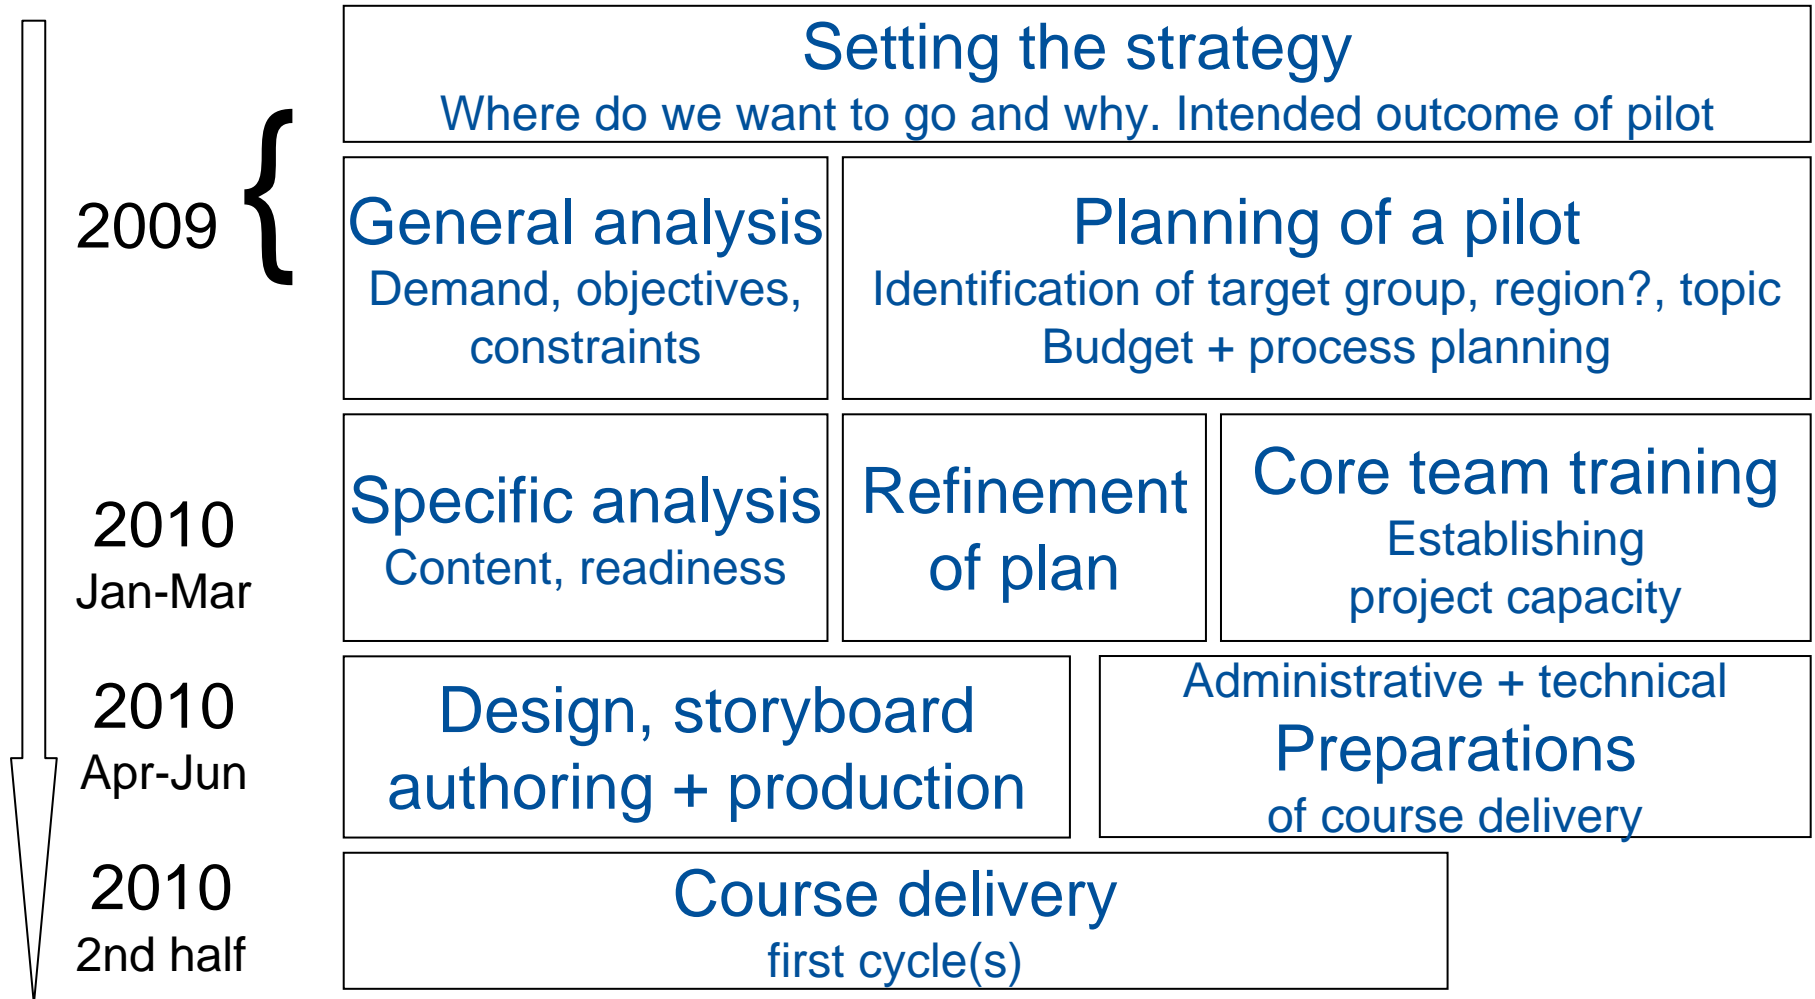 Setting the strategy
Where do we want to go and why. Intended outcome of pilot
2009 {
General analysis
Demand, objectives,
constraints
Planning of a pilot
Identification of target group, region?, topic
Budget + process planning
2010
Jan-Mar
Specific analysis
Content, readiness
Refinement
of plan
Core team training
Establishing
project capacity
2010
Apr-Jun
Design, storyboard
authoring + production
Administrative + technical
Preparations
of course delivery
2010
2nd half
Course delivery
first cycle(s)